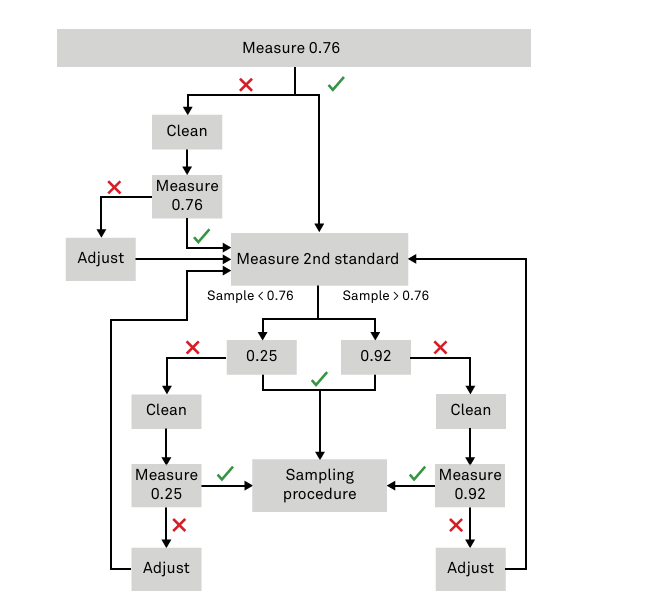 Measure 0.76
Clean
Measure
0.76
Adjust
Measure 2nd standard
Sample < 0.76
Sample > 0.76
0.25
0.92
Clean
Clean
Measure
0.25
Sampling
procedure
Measure
0.92
Adjust
Adjust